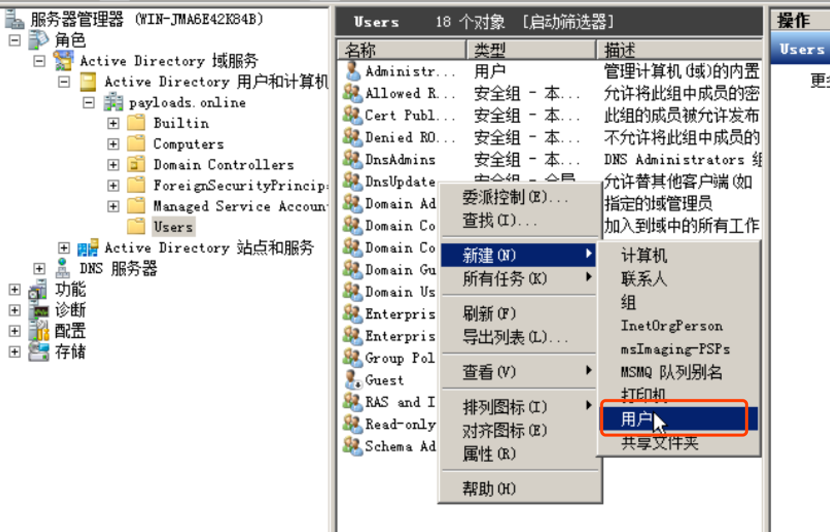 服务器管理器 (WIN-JMA6E42K84B)
角色
Active Directory 域服务
Active Directory 用户和计算机
payloads.online
Builtin
Computers
Domain Controllers
ForeignSecurityPrincip
Managed Service Accoun
Users
Active Directory 站点和服务
DNS 服务器
功能
诊断
配置
存储
Users 18 个对象 [启动筛选器]
名称 类型 描述
Administr... 用户 管理计算机(域)的内置
Allowed R... 安全组 - 本... 允许将此组中成员的密
Cert Publ... 安全组 - 本... 此组的成员被允许发布
Denied RO... 安全组 - 本... 不允许将此组中成员的
DnsAdmins 安全组 - 本... DNS Administrators 组
DnsUpdate 安全组 - 全局 允许替其他客户端(如
Domain Ad 指定的域管理员
Domain Co 加入到域中的所有工作
Domain Co
Domain Gu
Domain Us
Enterpris
Enterpris
Group Pol
Guest
RAS and I
Read-only
Schema Ad
委派控制(E)...
查找(I)...
新建(N)
所有任务(K)
刷新(F)
导出列表(L)...
查看(V)
排列图标(I)
对齐图标(E)
属性(R)
帮助(H)
计算机
联系人
组
InetOrgPerson
msImaging-PSPs
MSMQ 队列别名
打印机
用户
共享文件夹
操作
Users
更